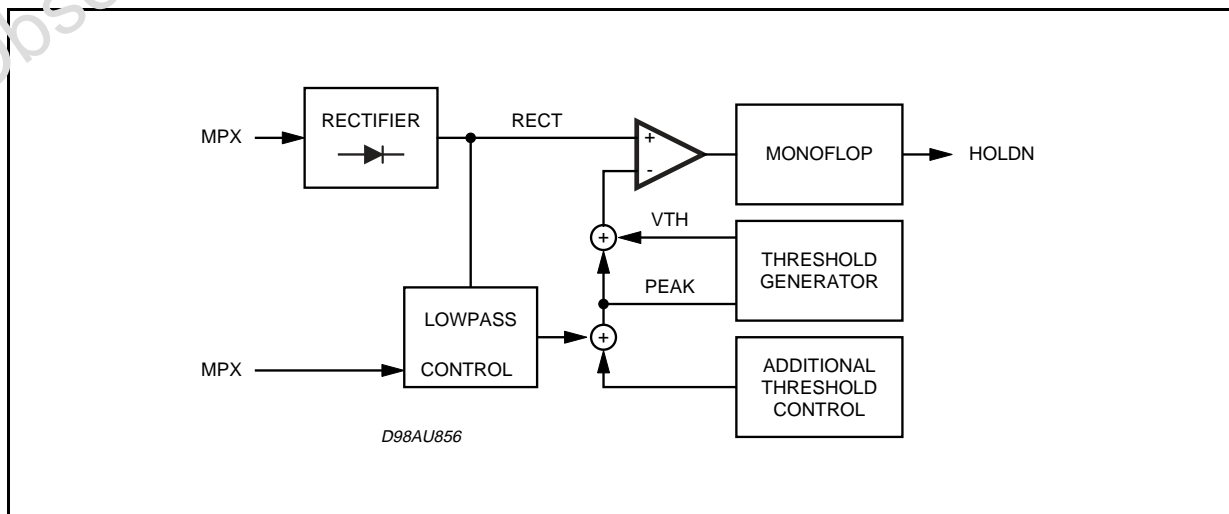 RECTIFIER
MPX
RECT
+
-
MONOFLOP
HOLDN
VTH
+
THRESHOLD
GENERATOR
PEAK
LOWPASS
CONTROL
+
MPX
ADDITIONAL
THRESHOLD
CONTROL
D98AU856